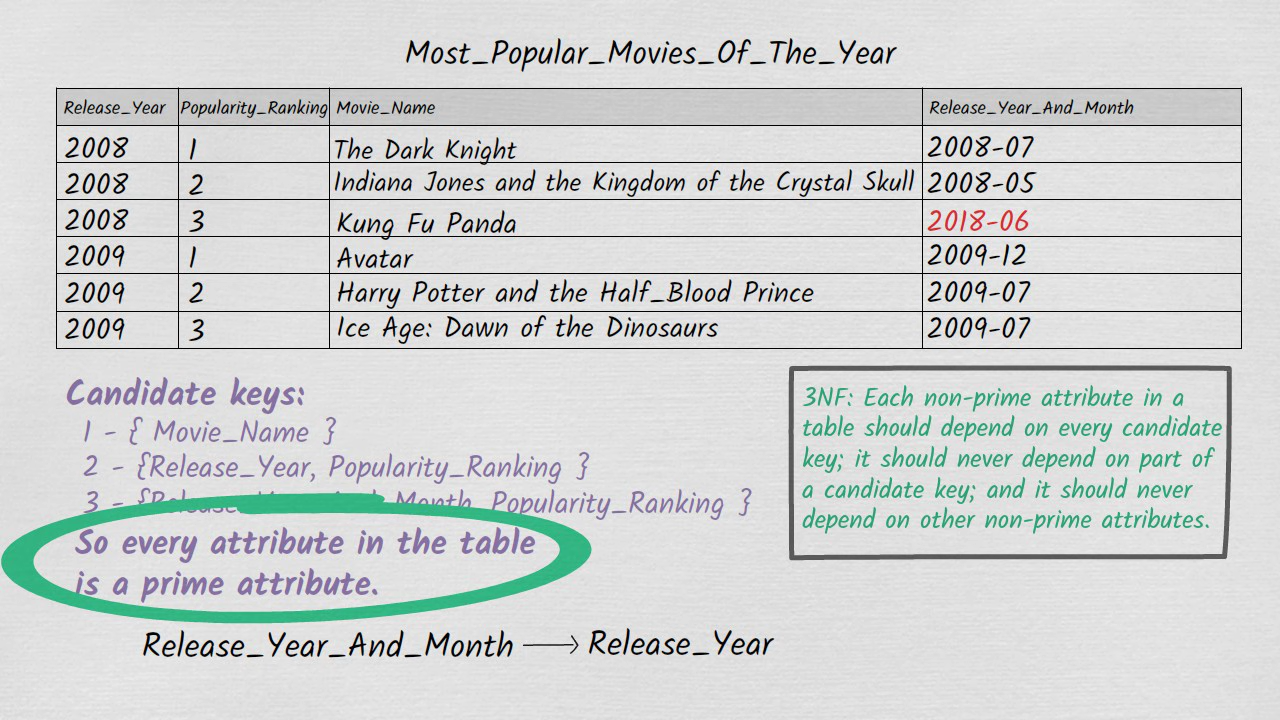 Most_Popular_Movies_Of_The_Year
Release_Year Popularity_Ranking Movie_Name Release_Year_And_Month
2008 1 The Dark Knight 2008-07
2008 2 Indiana Jones and the Kingdom of the Crystal Skull 2008-05
2008 3 Kung Fu Panda 2018-06
2009 1 Avatar 2009-12
2009 2 Harry Potter and the Half_Blood Prince 2009-07
2009 3 Ice Age: Dawn of the Dinosaurs 2009-07
Candidate keys:
1 - { Movie_Name }
2 - {Release_Year, Popularity_Ranking }
3 - {Release_Year_And_Month, Popularity_Ranking }
So every attribute in the table
is a prime attribute.
Release_Year_And_Month → Release_Year
3NF: Each non-prime attribute in a
table should depend on every candidate
key; it should never depend on part of
a candidate key; and it should never
depend on other non-prime attributes.